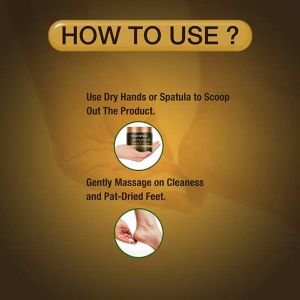 HOW TO USE ?
Use Dry Hands or Spatula to Scoop
Out The Product.
Gently Massage on Cleaness
and Pat-Dried Feet.